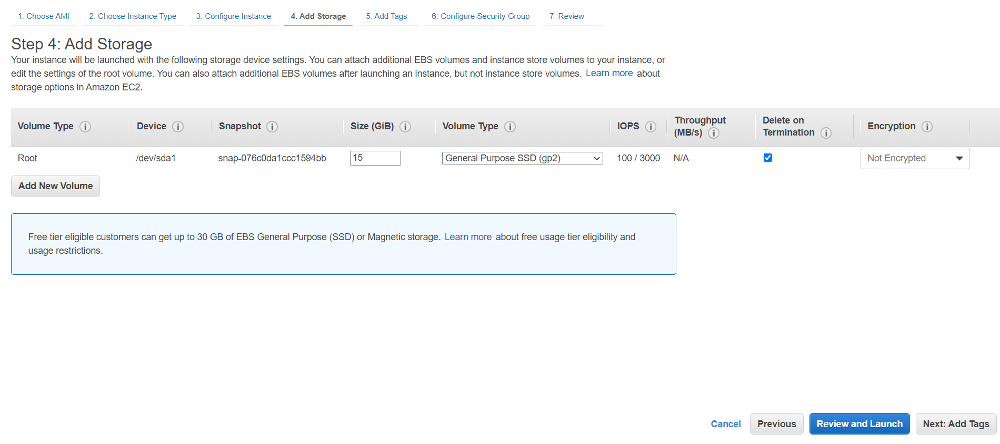 1. Choose AMI 2. Choose Instance Type 3. Configure Instance 4. Add Storage 5. Add Tags 6. Configure Security Group 7. Review
Step 4: Add Storage
Your instance will be launched with the following storage device settings. You can attach additional EBS volumes and instance store volumes to your instance, or
edit the settings of the root volume. You can also attach additional EBS volumes after launching an instance, but not instance store volumes. Learn more about
storage options in Amazon EC2.
Volume Type i Device i Snapshot i Size (GiB) i Volume Type i IOPS i Throughput (MB/s) i Delete on Termination i Encryption i
Root /dev/sda1 snap-076c0da1ccc1594bb 15 General Purpose SSD (gp2) 100 / 3000 N/A Not Encrypted
Add New Volume
Free tier eligible customers can get up to 30 GB of EBS General Purpose (SSD) or Magnetic storage. Learn more about free usage tier eligibility and
usage restrictions.
Cancel Previous Review and Launch Next: Add Tags